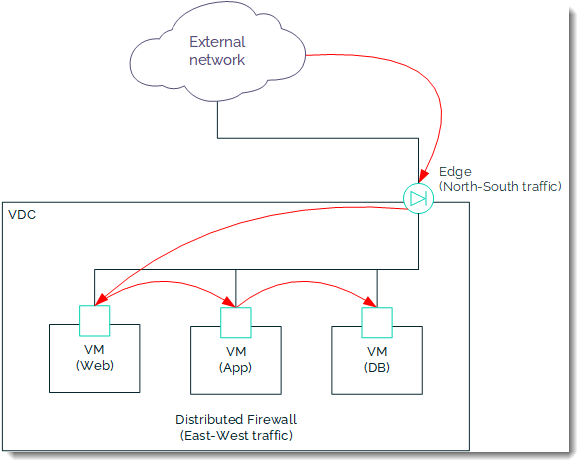 External
network
Edge
(North-South traffic)
VDC
VM
(Web)
VM
(App)
VM
(DB)
Distributed Firewall
(East-West traffic)